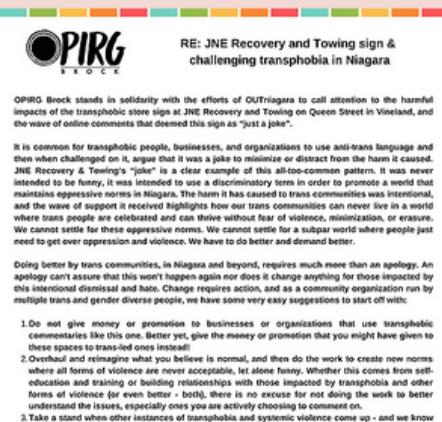 OPIRG
BROCK
RE: JNE Recovery and Towing sign &
challenging transphobia in Niagara
OPIRG Brock stands in solidarity with the efforts of OUTniagara to call attention to the harmful
impacts of the transphobic store sign at JNE Recovery and Towing on Queen Street in Vineland, and
the wave of online comments that deemed this sign as "just a joke".
It is common for transphobic people, businesses, and organizations to use anti-trans language and
then when challenged on it, argue that it was a joke to minimize or distract from the harm it caused.
JNE Recovery & Towing's "joke" is a clear example of this all-too-common pattern. It was never
intended to be funny, it was intended to use a discriminatory term in order to promote a world that
maintains oppressive norms in Niagara. The harm it has caused to trans communities was intentional,
and the wave of support it received highlights how our trans communities can never live in a world
where trans people are celebrated and can thrive without fear of violence, minimization, or erasure.
We cannot settle for these oppressive norms. We cannot settle for a subpar world where people just
need to get over oppression and violence. We have to do better and demand better.
Doing better by trans communities, in Niagara and beyond, requires much more than an apology. An
apology can't assure that this won't happen again nor does it change anything for those impacted by
this intentional dismissal and hate. Change requires action, and as a community organization run by
multiple trans and gender diverse people, we have some very easy suggestions to start off with:
1. Do not give money or promotion to businesses or organizations that use transphobic
commentaries like this one. Better yet, give the money or promotion that you might have given to
these spaces to trans-led ones instead!
2. Overhaul and reimagine what you believe is normal, and then do the work to create new norms
where all forms of violence are never acceptable, let alone funny. Whether this comes from self-
education and training or building relationships with those impacted by transphobia and other
forms of violence (or even better - both), there is no excuse for not doing the work to better
understand the issues, especially ones you are actively choosing to comment on.
3. Take a stand when other instances of transphobia and systemic violence come up - and we know